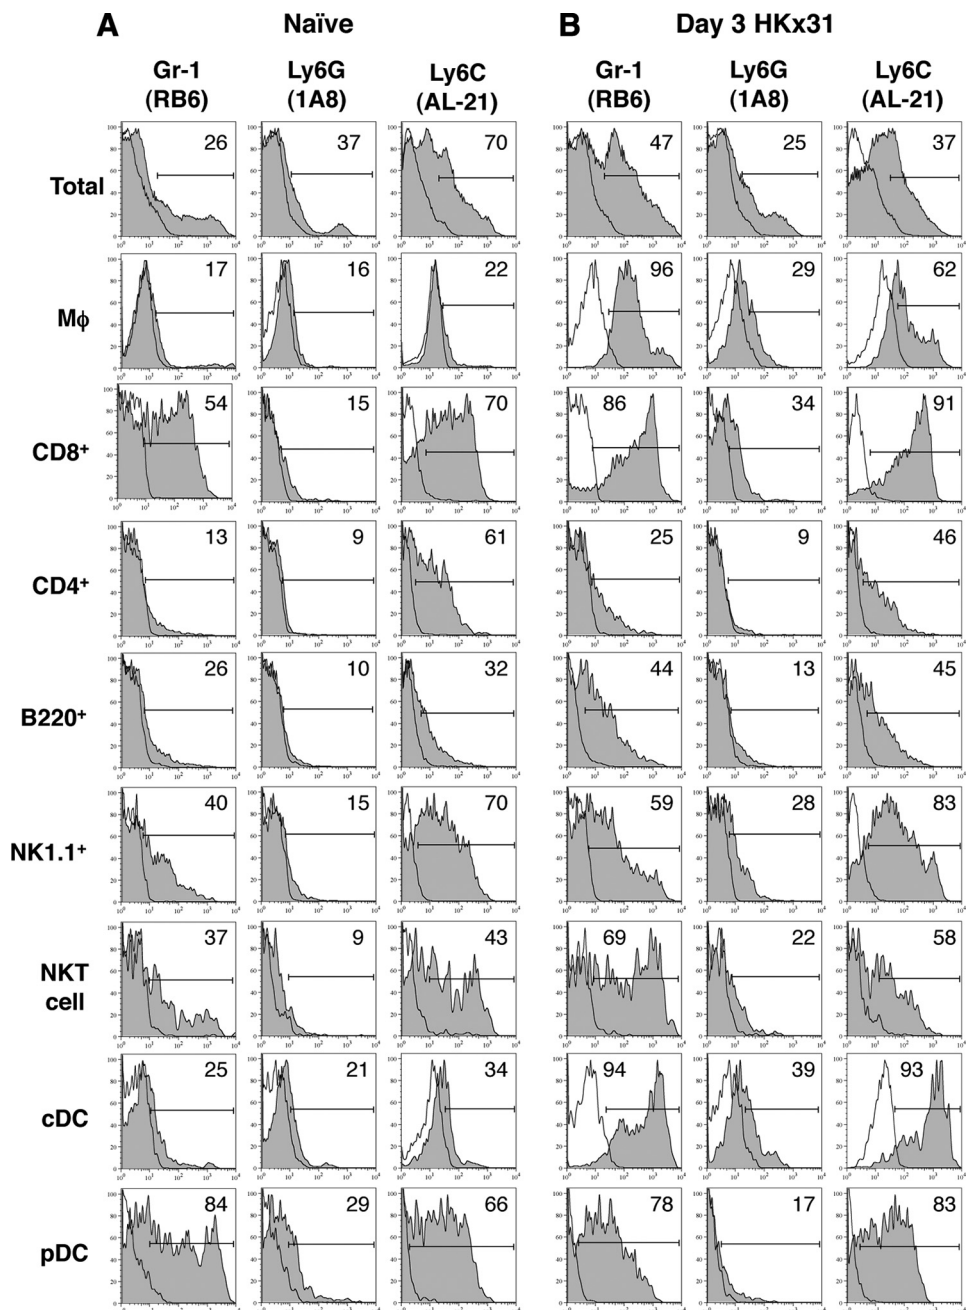 A Naïve B Day 3 HKx31
Gr-1 Ly6G Ly6C Gr-1 Ly6G Ly6C
(RB6) (1A8) (AL-21) (RB6) (1A8) (AL-21)
Total 26 37 70 47 25 37
Mϕ 17 16 22 96 29 62
CD8+ 54 15 70 86 34 91
CD4+ 13 9 61 25 9 46
B220+ 26 10 32 44 13 45
NK1.1+ 40 15 70 59 28 83
NKT
cell 37 9 43 69 22 58
cDC 25 21 34 94 39 93
pDC 84 29 66 78 17 83